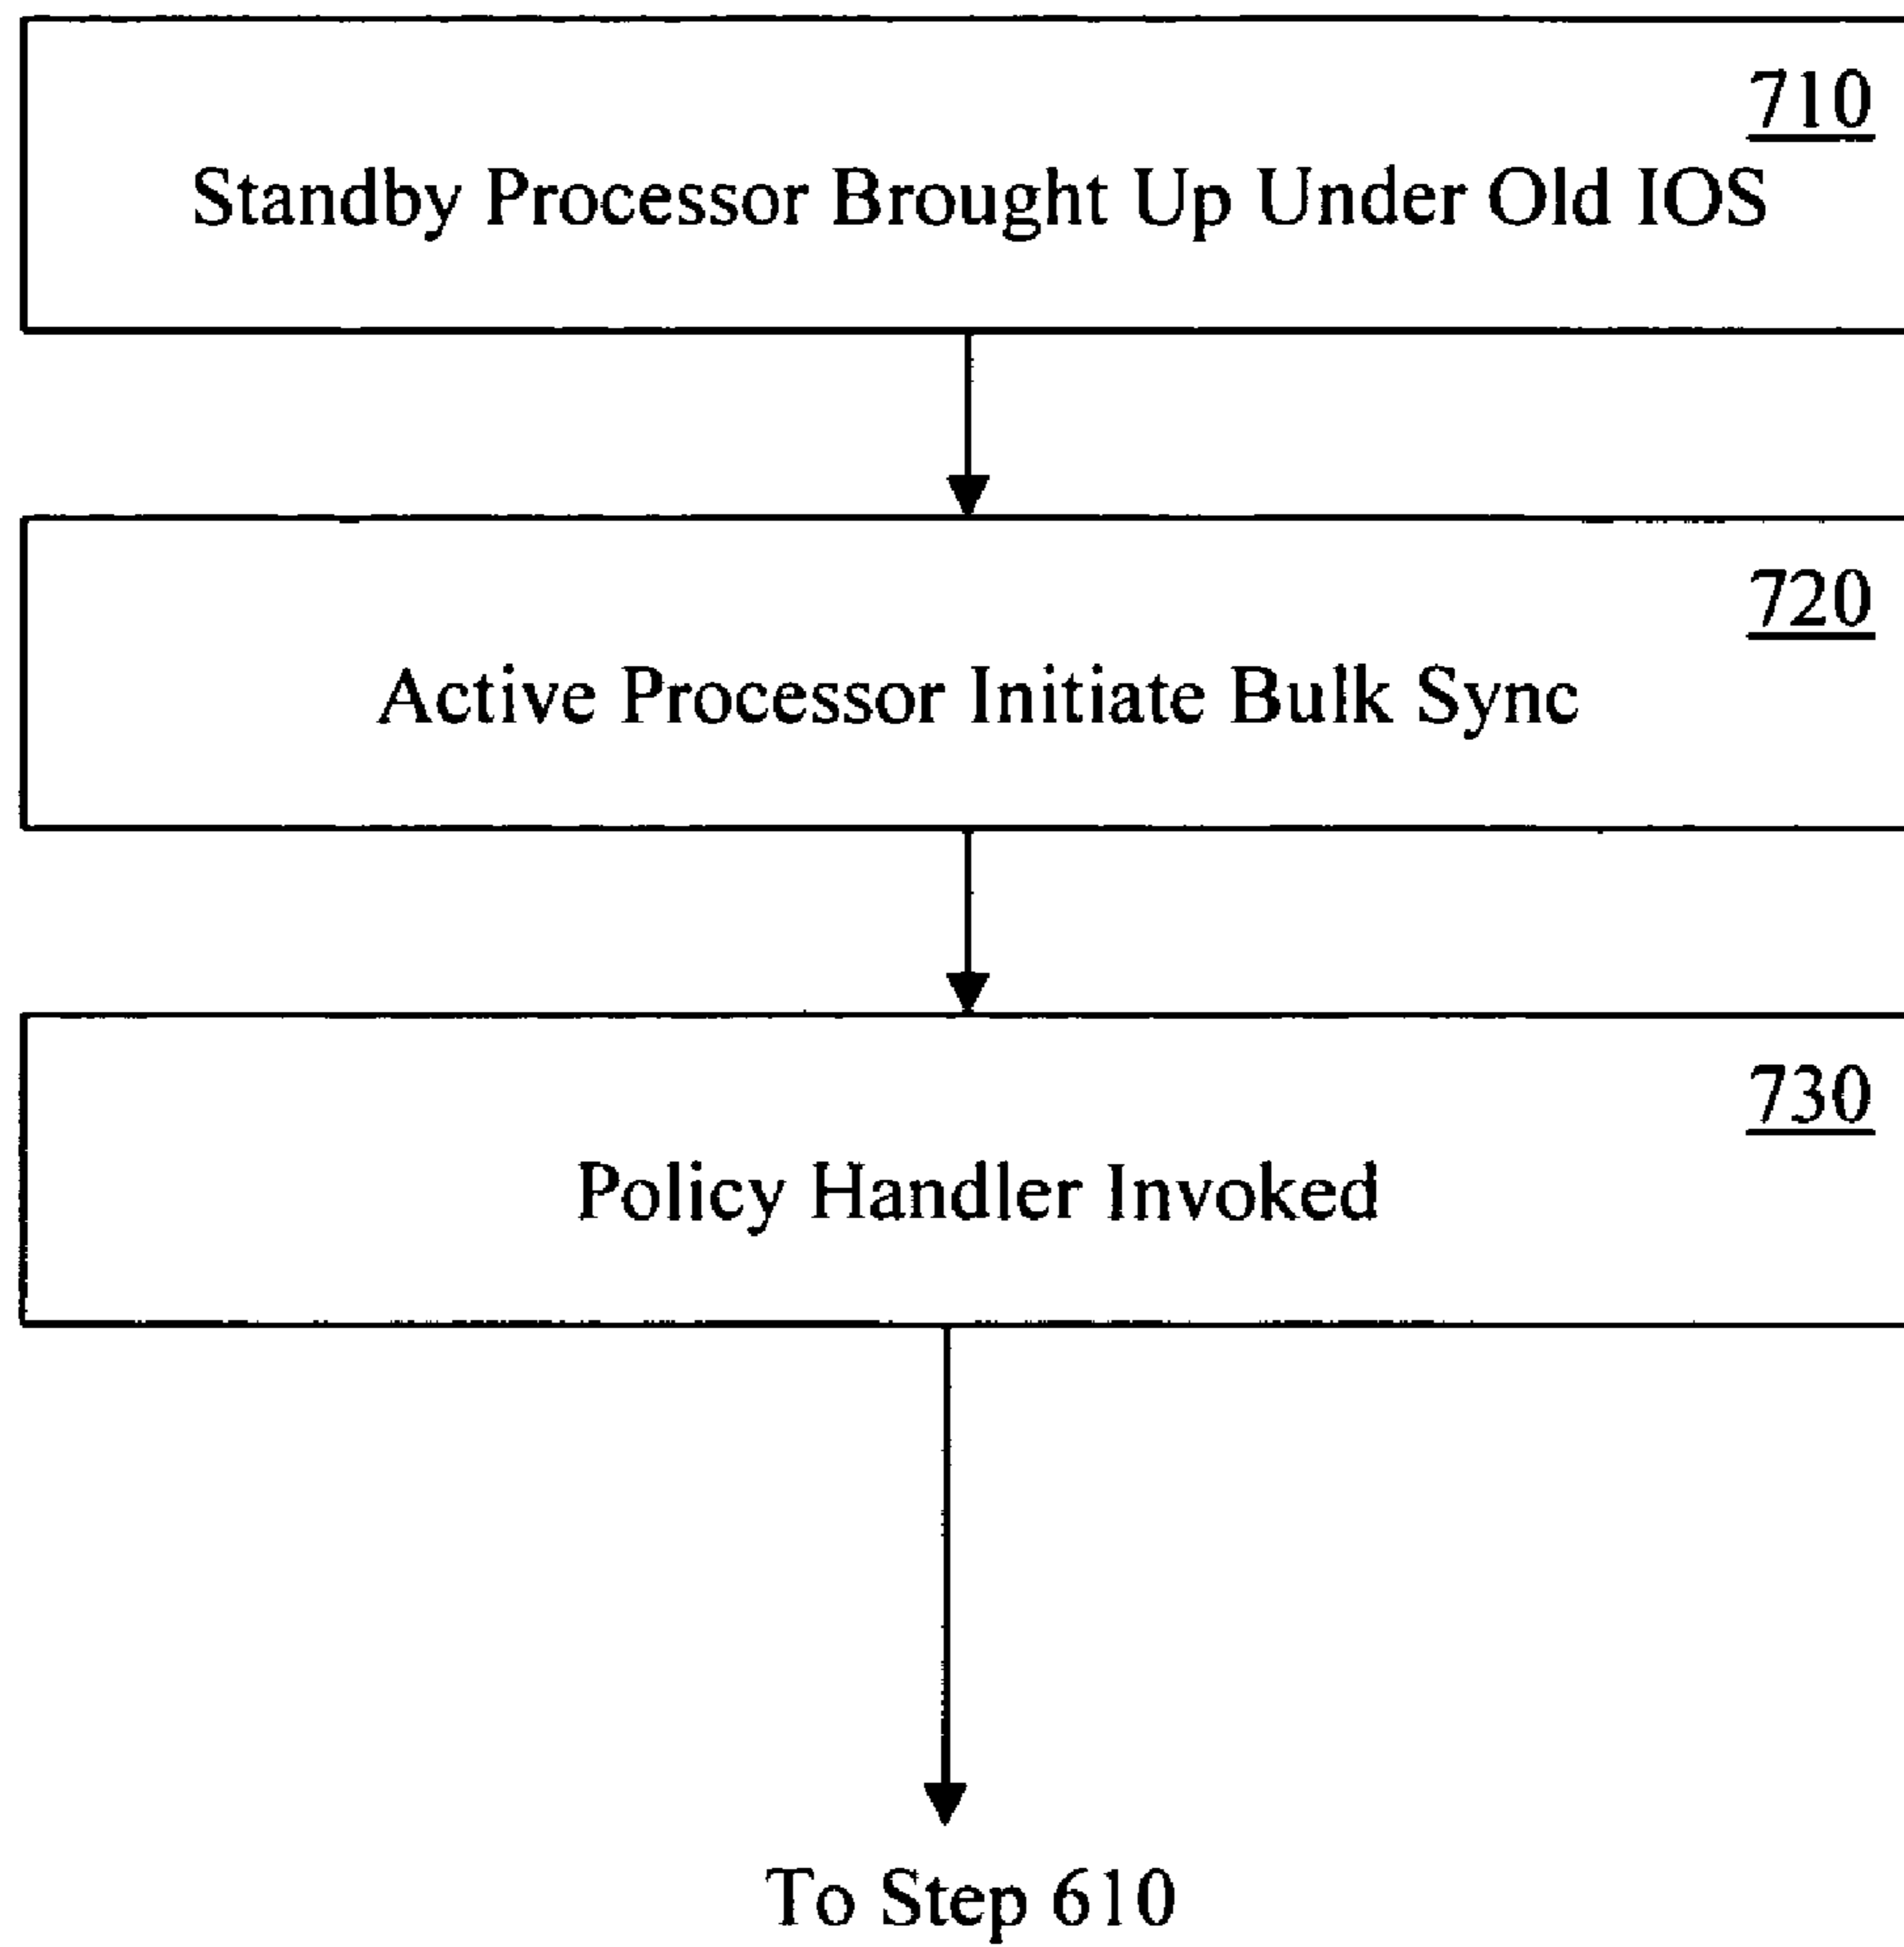 710
Standby Processor Brought Up Under Old IOS
720
Active Processor Initiate Bulk Sync
730
Policy Handler Invoked
To Step 610